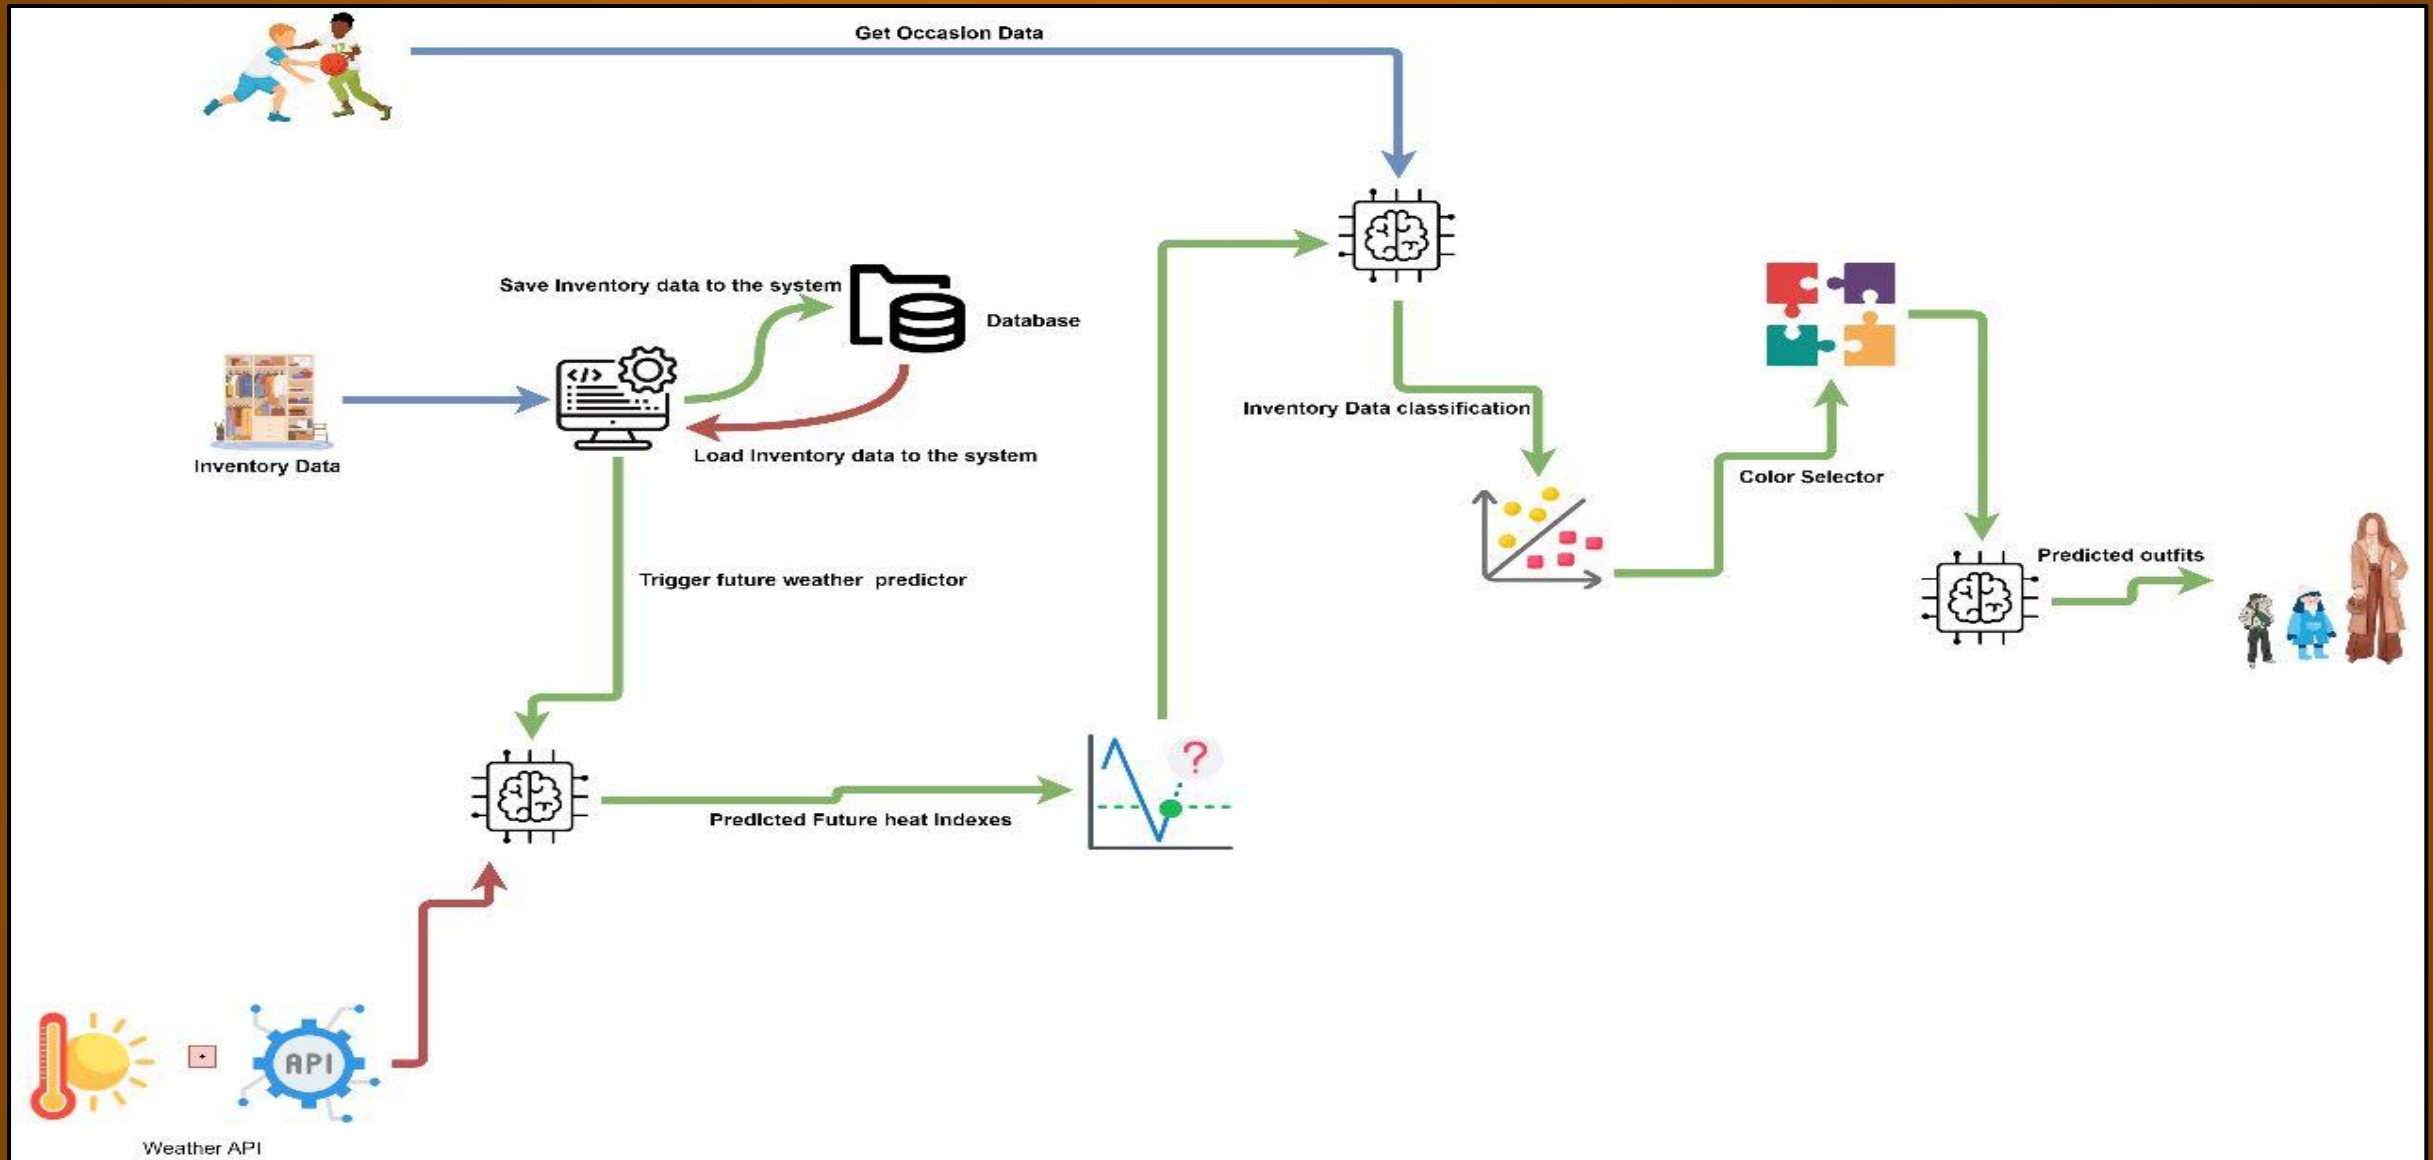 Get Occasion Data
Save Inventory data to the system
Database
</>
Inventory Data
Load Inventory data to the system
Inventory Data classification
Color Selector
Predicted outfits
Trigger future weather predictor
?
Predicted Future heat indexes
+
API
Weather API